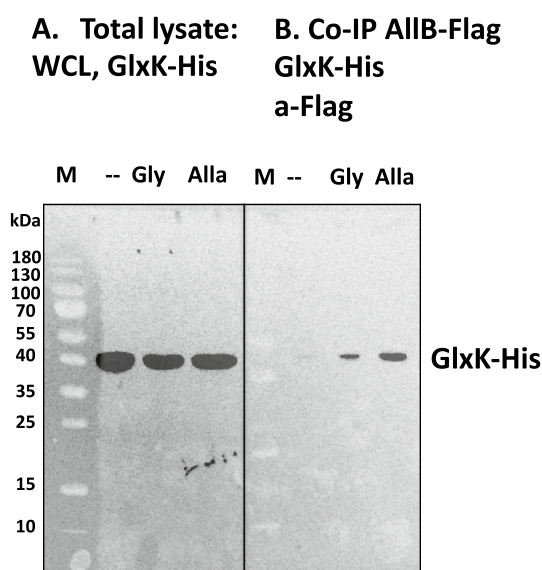 A. Total lysate:
WCL, GlxK-His
B. Co-IP AllB-Flag
GlxK-His
a-Flag
M -- Gly Alla
M -- Gly Alla
kDa
180
130
100
70
55
40
35
25
15
10
GlxK-His